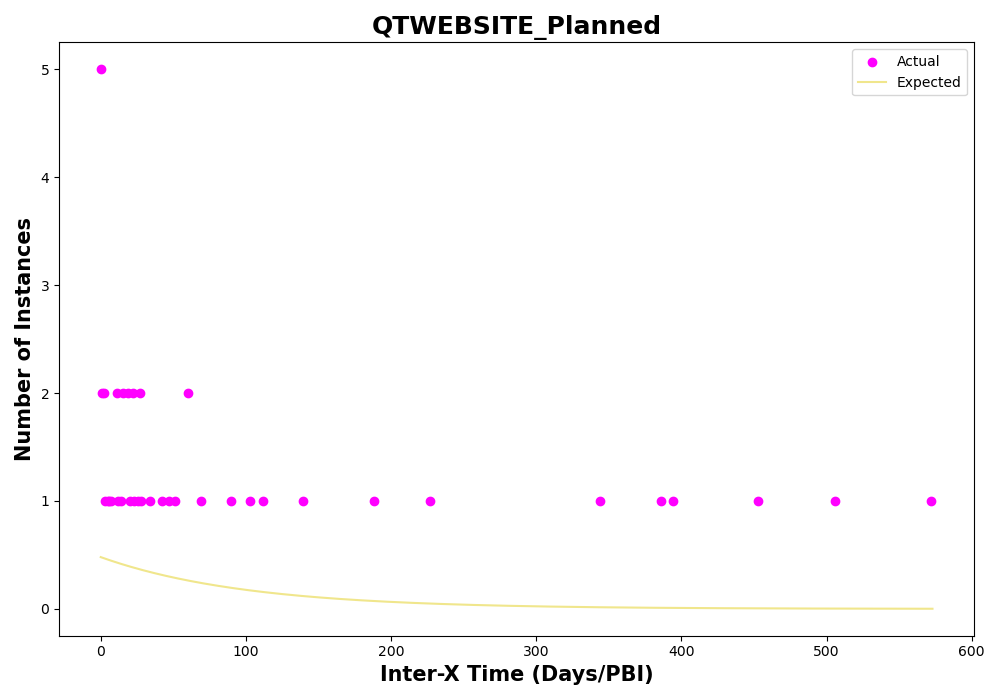 QTWEBSITE_Planned
Actual
Expected
Number of Instances
5
4
3
2
1
0
0 100 200 300 400 500 600
Inter-X Time (Days/PBI)